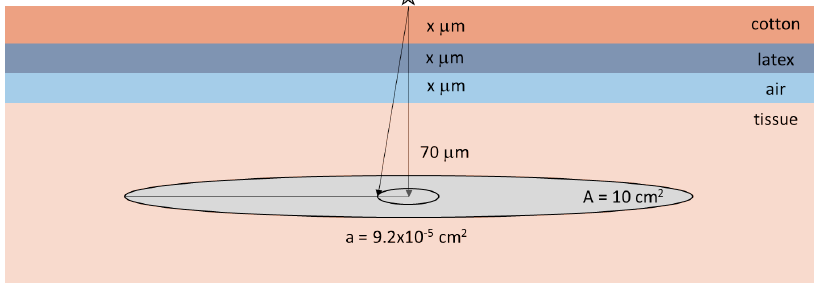 x μm
cotton
x μm
latex
x μm
air
tissue
70 μm
A = 10 cm²
a = 9.2x10⁻⁵ cm²